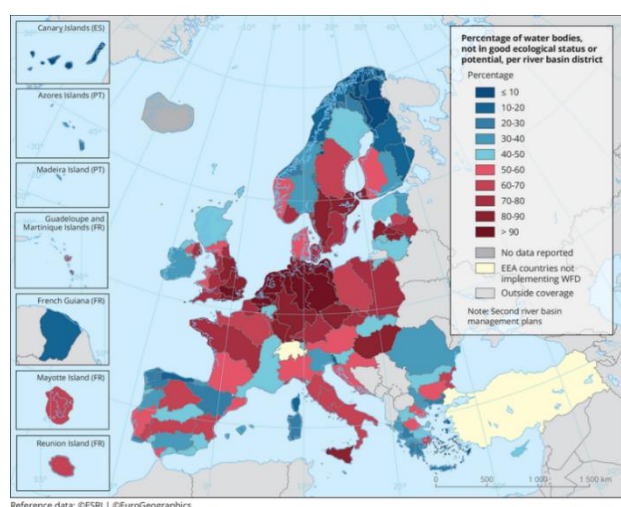 Canary Islands (ES)
Azores Islands (PT)
Madeira Island (PT)
Guadeloupe and
Martinique Islands (FR)
French Guiana (FR)
Mayotte Island (FR)
Reunion Island (FR)
Percentage of water bodies,
not in good ecological status or
potential, per river basin district
Percentage
≤ 10
10-20
20-30
30-40
40-50
50-60
60-70
70-80
80-90
> 90
No data reported
EEA countries not
implementing WFD
Outside coverage
Note: Second river basin
management plans
0 500 1 000 1 500 km
Reference data: ©ESRI | ©EuroGeographics